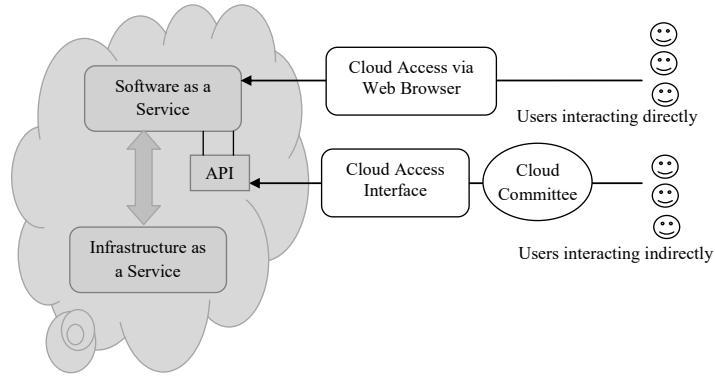 Software as a
Service
Cloud Access via
Web Browser
Users interacting directly
API
Cloud Access
Interface
Cloud
Committee
Users interacting indirectly
Infrastructure as
a Service